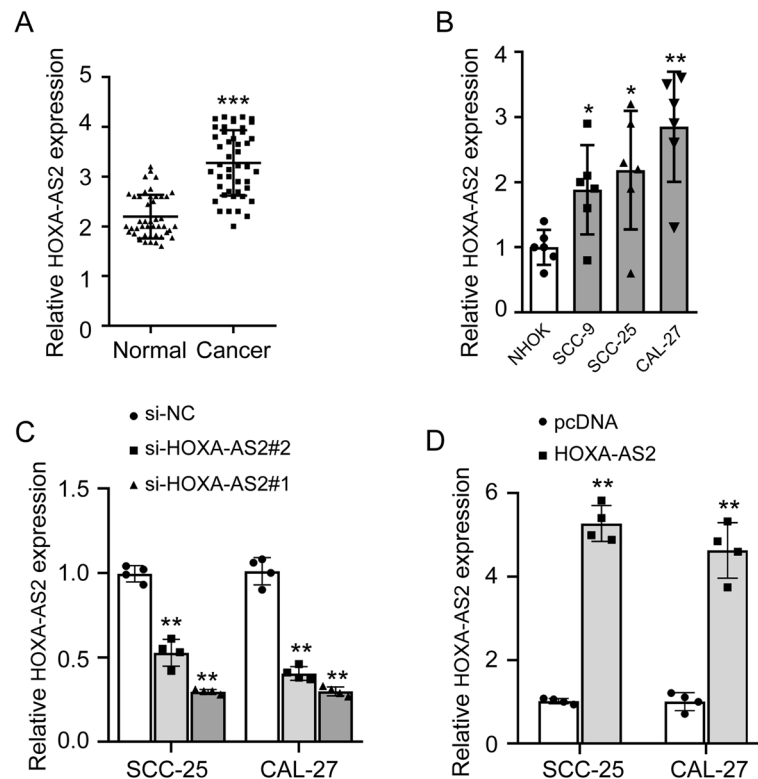 A
Relative HOXA-AS2 expression
5
4
3
2
1
0
***
Normal Cancer
B
Relative HOXA-AS2 expression
4
3
2
1
0
*
*
**
NHOK
SCC-9
SCC-25
CAL-27
C
si-NC
si-HOXA-AS2#2
si-HOXA-AS2#1
Relative HOXA-AS2 expression
1.5
1.0
0.5
0.0
**
**
**
**
SCC-25 CAL-27
D
pcDNA
HOXA-AS2
Relative HOXA-AS2 expression
6
4
2
0
**
**
SCC-25 CAL-27